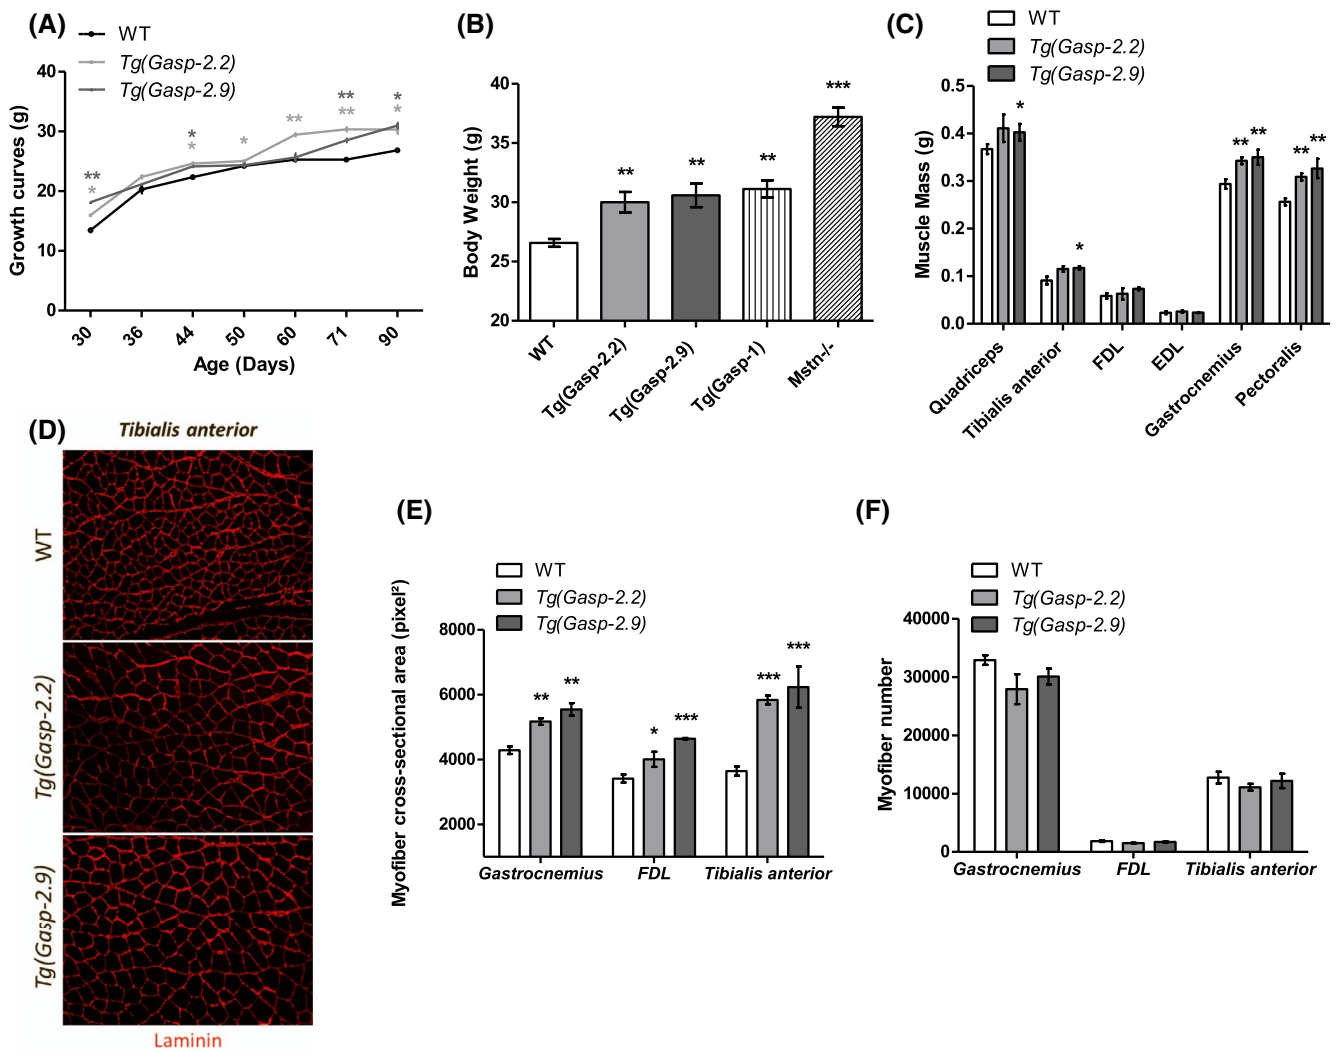 (A)
WT
Tg(Gasp-2.2)
Tg(Gasp-2.9)
Growth curves (g)
40
30
20
10
0
**
*
*
*
*
**
**
**
*
*
30
36
44
50
60
71
90
Age (Days)
(B)
Body Weight (g)
40
35
30
25
20
**
**
**
***
WT
Tg(Gasp-2.2)
Tg(Gasp-2.9)
Tg(Gasp-1)
Mstn-/-
(C)
WT
Tg(Gasp-2.2)
Tg(Gasp-2.9)
Muscle Mass (g)
0.5
0.4
0.3
0.2
0.1
0.0
*
*
**
**
**
**
Quadriceps
Tibialis anterior
FDL
EDL
Gastrocnemius
Pectoralis
(D)
Tibialis anterior
WT
Tg(Gasp-2.2)
Tg(Gasp-2.9)
Laminin
(E)
WT
Tg(Gasp-2.2)
Tg(Gasp-2.9)
Myofiber cross-sectional area (pixel²)
8000
6000
4000
2000
**
**
*
***
***
***
Gastrocnemius
FDL
Tibialis anterior
(F)
WT
Tg(Gasp-2.2)
Tg(Gasp-2.9)
Myofiber number
40000
30000
20000
10000
0
Gastrocnemius
FDL
Tibialis anterior